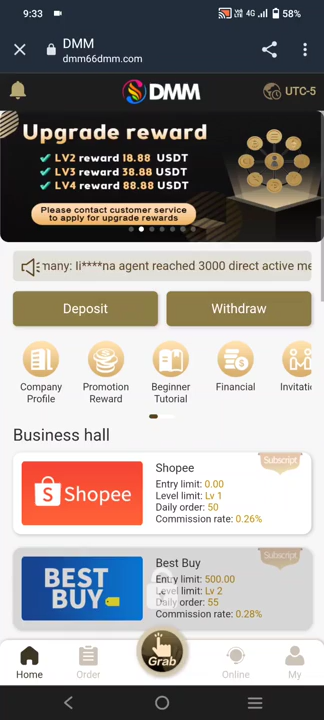 9:33
4G
58%
DMM
dmm66dmm.com
DMM
UTC-5
Upgrade reward
LV2 reward 18.88 USDT
LV3 reward 38.88 USDT
LV4 reward 88.88 USDT
Please contact customer service
to apply for upgrade rewards
many: li****na agent reached 3000 direct active me
Deposit
Withdraw
Company
Profile
Promotion
Reward
Beginner
Tutorial
Financial
Invitati
Business hall
Subscript
Shopee
Shopee
Entry limit: 0.00
Level limit: Lv 1
Daily order: 50
Commission rate: 0.26%
Subscript
BEST
BUY
Best Buy
Entry limit: 500.00
Level limit: Lv 2
Daily order: 55
Commission rate: 0.28%
Home
Order
Grab
Online
My